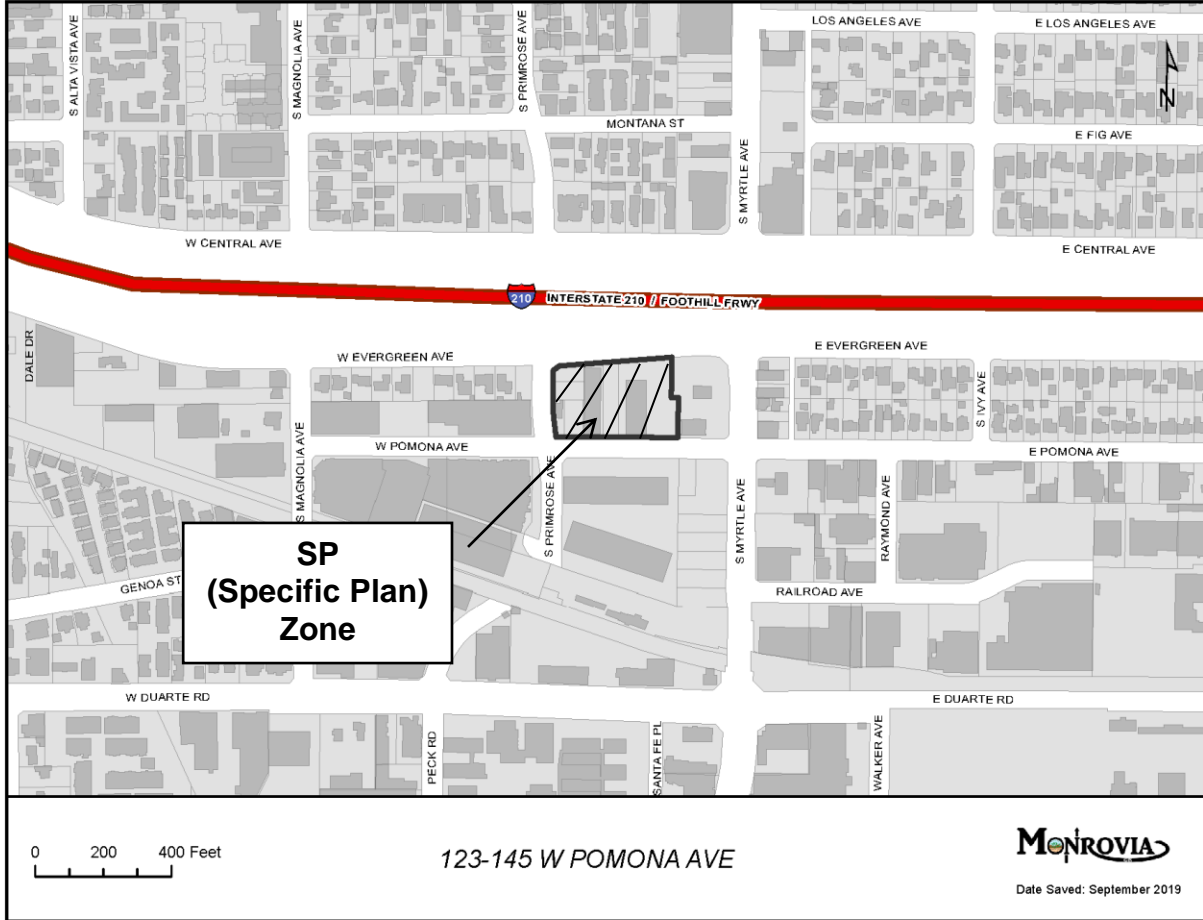 LOS ANGELES AVE
E LOS ANGELES AVE
S ALTA VISTA AVE
S MAGNOLIA AVE
S PRIMROSE AVE
N
MONTANA ST
E FIG AVE
S MYRTLE AVE
W CENTRAL AVE
E CENTRAL AVE
210
INTERSTATE 210 / FOOTHILL FRWY
DALE DR
W EVERGREEN AVE
E EVERGREEN AVE
S IVY AVE
W POMONA AVE
E POMONA AVE
S MAGNOLIA AVE
S PRIMROSE AVE
S MYRTLE AVE
RAYMOND AVE
SP
(Specific Plan)
Zone
GENOA ST
RAILROAD AVE
W DUARTE RD
E DUARTE RD
PECK RD
SANTA FE PL
WALKER AVE
0 200 400 Feet
123-145 W POMONA AVE
MONROVIA
Date Saved: September 2019